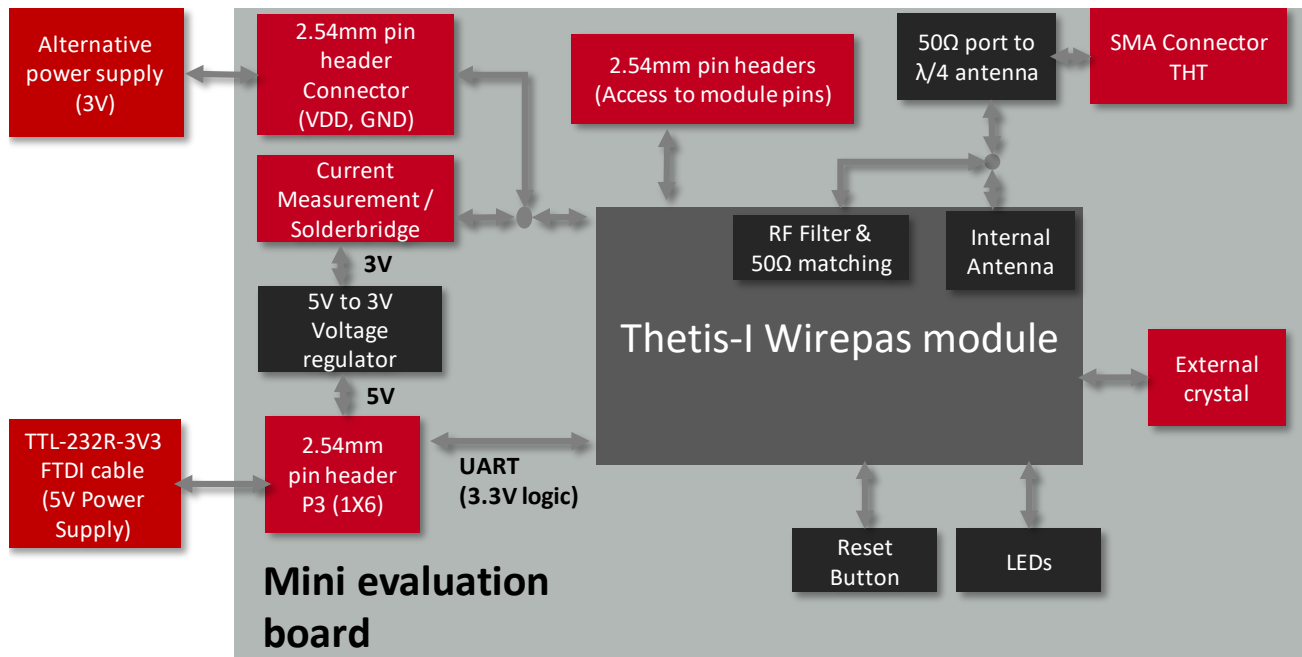 Alternative
power supply
(3V)
2.54mm pin
header
Connector
(VDD, GND)
2.54mm pin headers
(Access to module pins)
50Ω port to
λ/4 antenna
SMA Connector
THT
Current
Measurement /
Solderbridge
3V
5V to 3V
Voltage
regulator
5V
RF Filter &
50Ω matching
Internal
Antenna
Thetis-I Wirepas module
External
crystal
TTL-232R-3V3
FTDI cable
(5V Power
Supply)
2.54mm
pin header
P3 (1X6)
UART
(3.3V logic)
Reset
Button
LEDs
Mini evaluation
board